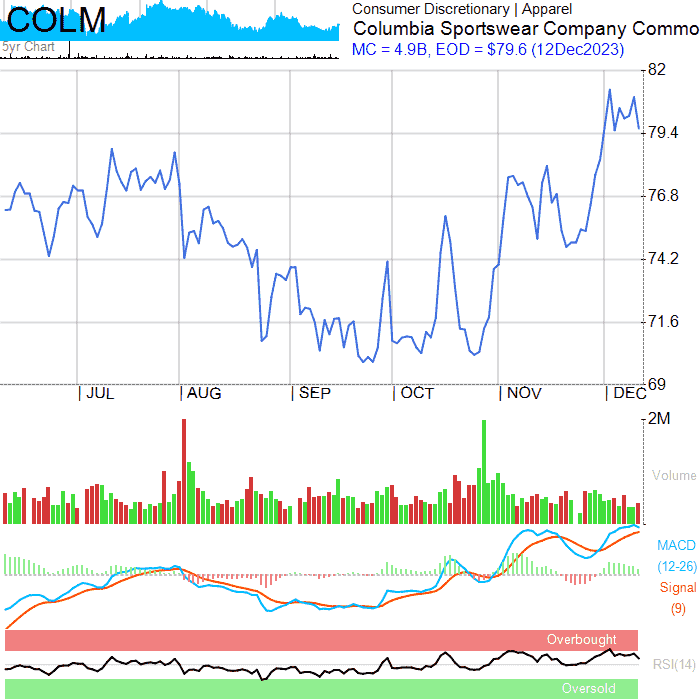 COLM
5yr Chart
Consumer Discretionary | Apparel
Columbia Sportswear Company Commo
MC = 4.9B, EOD = $79.6 (12Dec2023)
82
79.4
76.8
74.2
71.6
69
| JUL | AUG | SEP | OCT | NOV | DEC
2M
Volume
MACD
(12-26)
Signal
(9)
Overbought
RSI(14)
Oversold